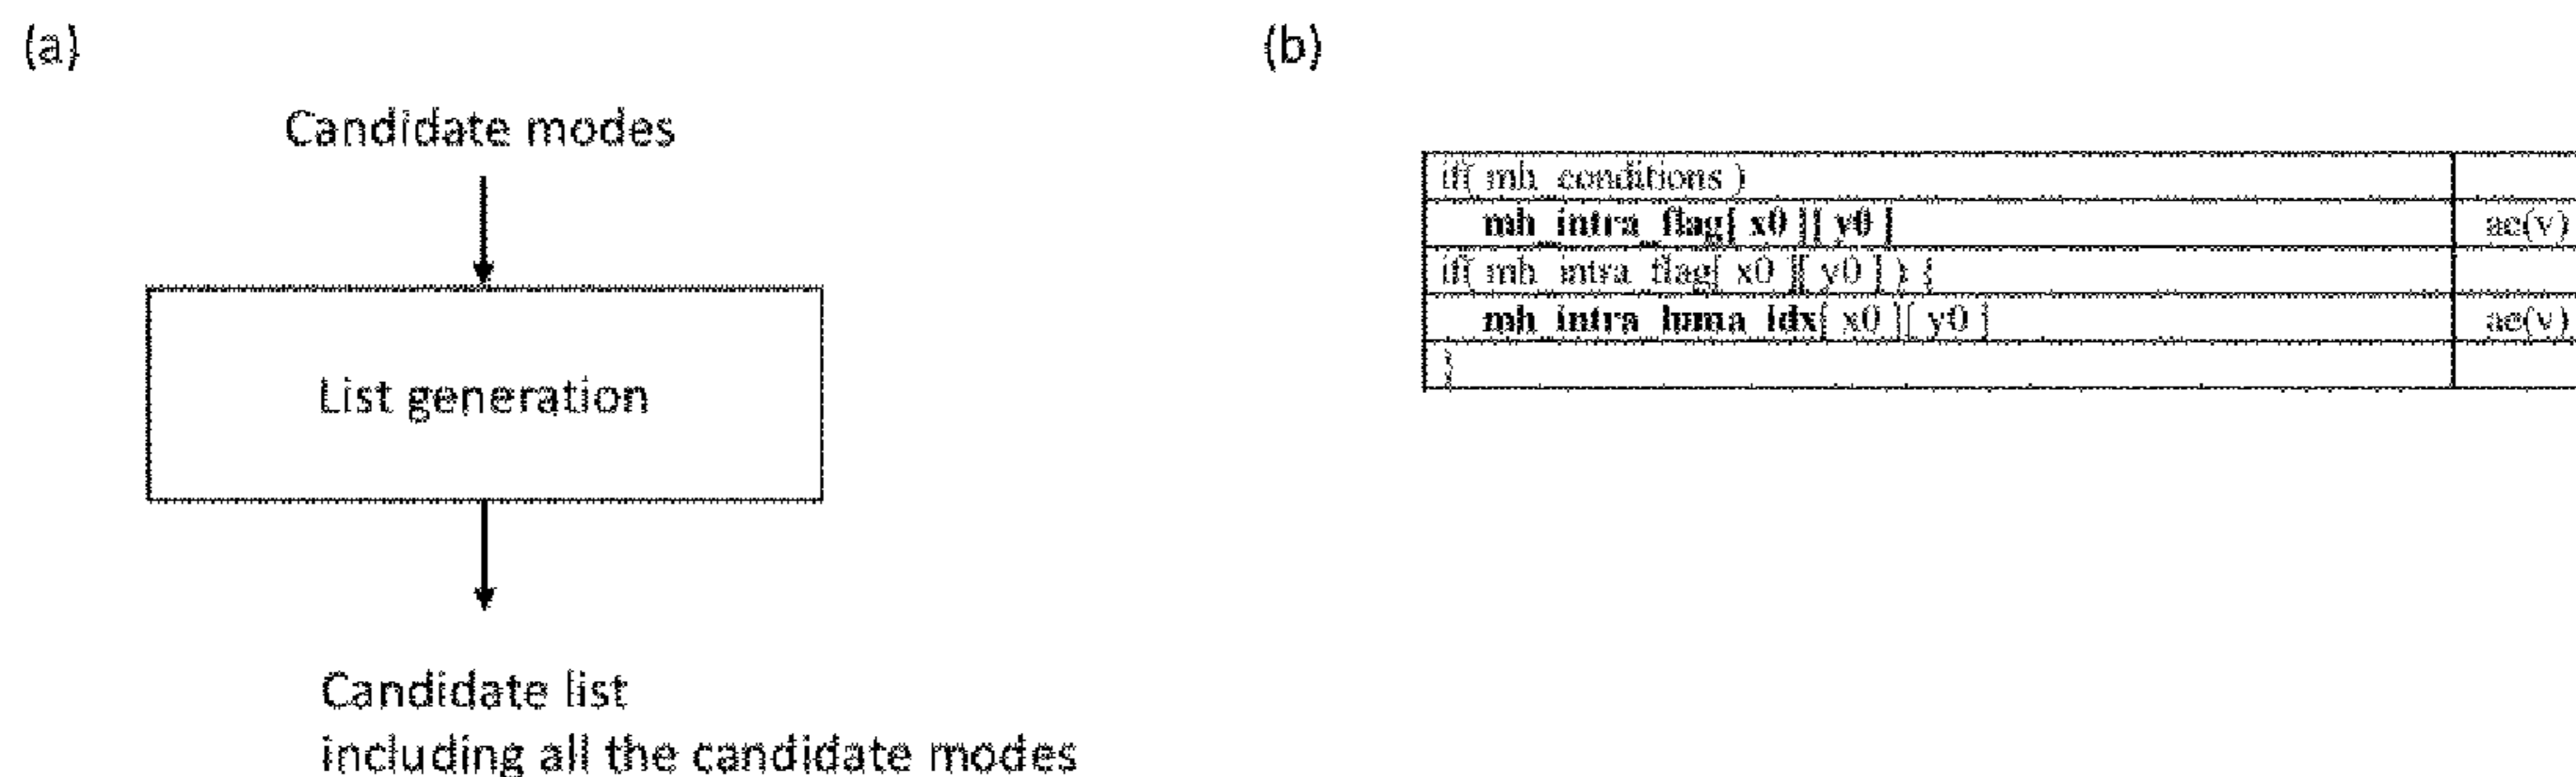 (a)
Candidate modes
List generation
Candidate list
including all the candidate modes
(b)
if( mh_conditions )
mh_intra_flag[ x0 ][ y0 ] ae(v)
if( mh_intra_flag[ x0 ][ y0 ] ) {
mh_intra_luma_idx[ x0 ][ y0 ] ae(v)
}